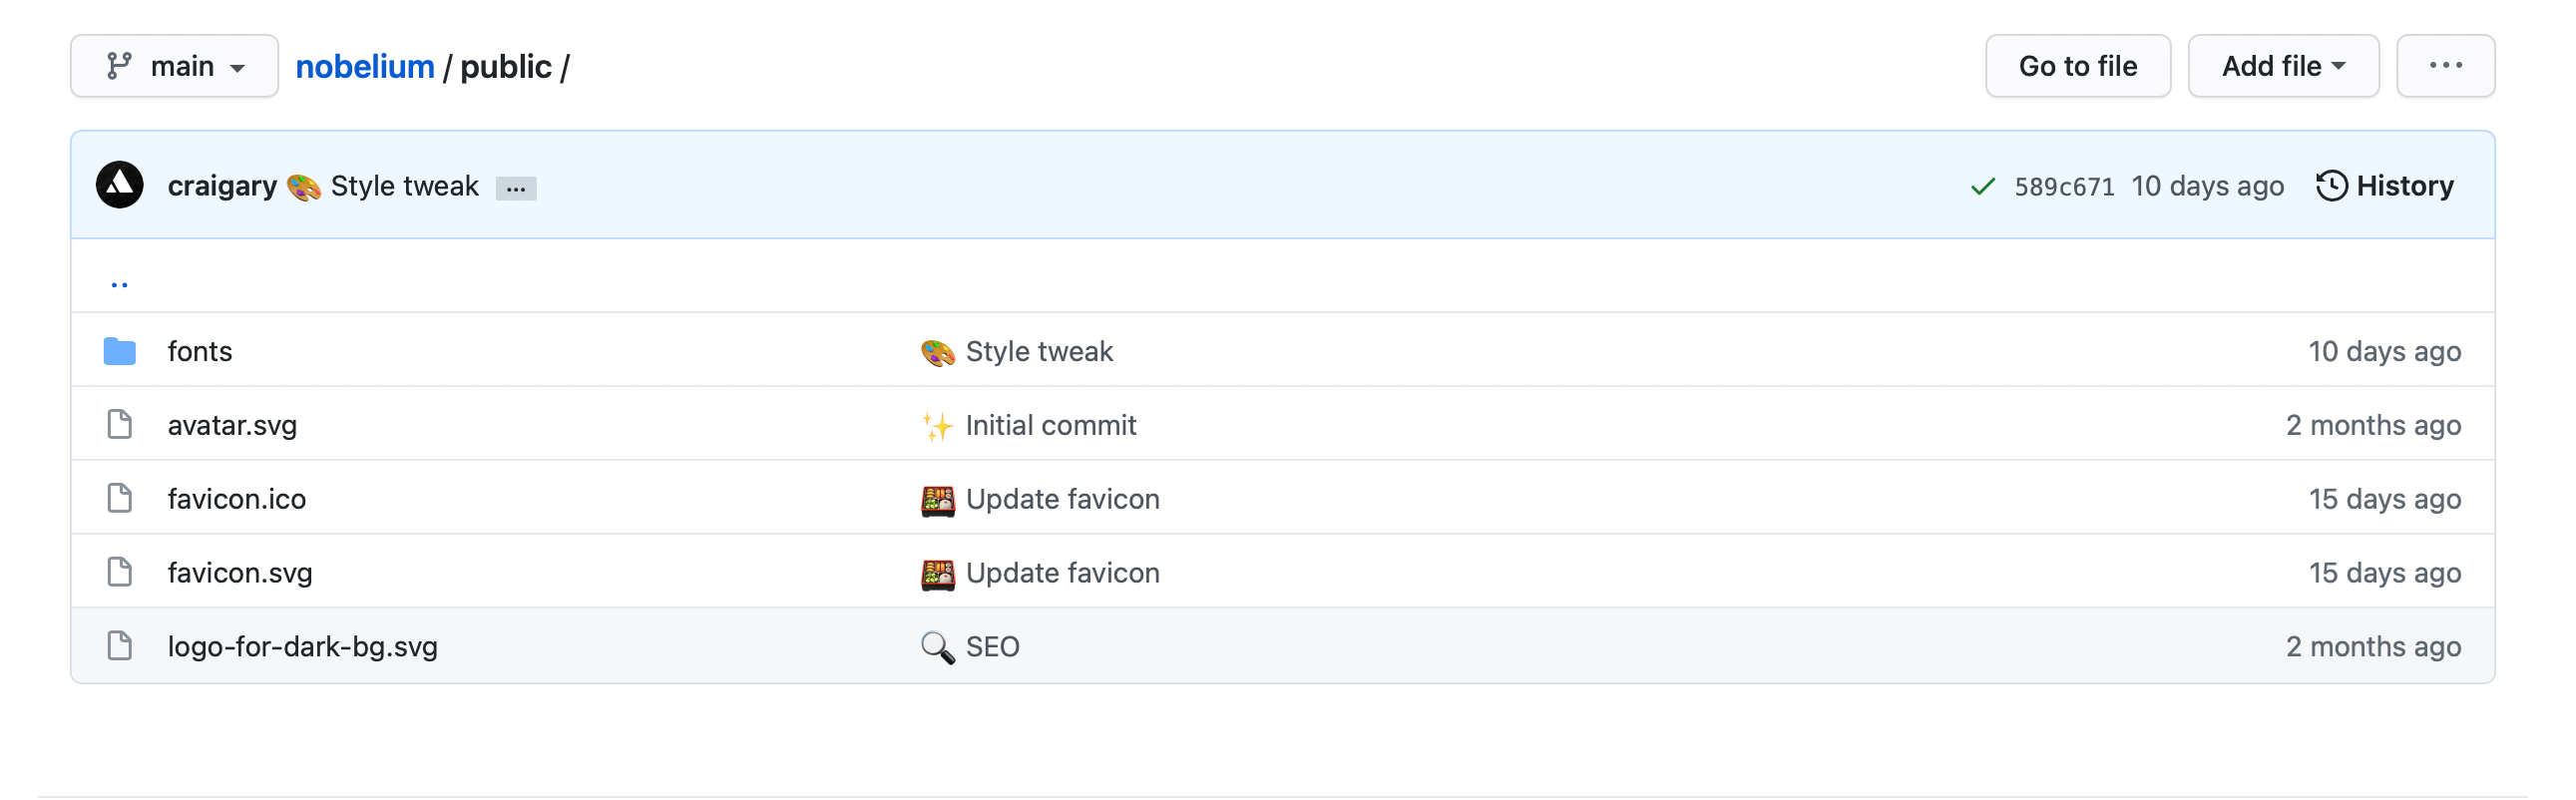 main nobelium / public / Go to file Add file ...
craigary 🎨 Style tweak ... 589c671 10 days ago History
..
fonts 🎨 Style tweak 10 days ago
avatar.svg ✨ Initial commit 2 months ago
favicon.ico 🍱 Update favicon 15 days ago
favicon.svg 🍱 Update favicon 15 days ago
logo-for-dark-bg.svg 🔍 SEO 2 months ago